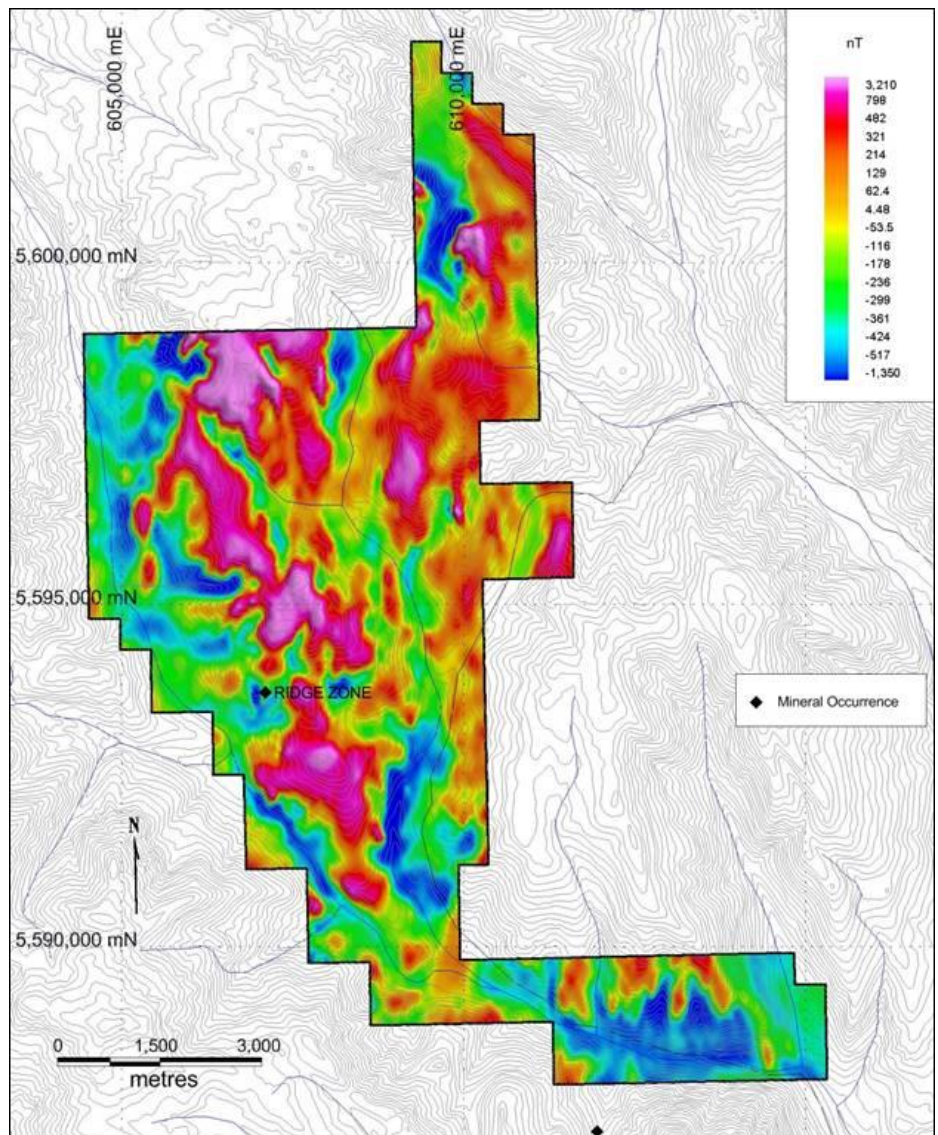 605,000 mE
610,000 mE
nT
3,210
798
482
321
214
129
62.4
4.48
-53.5
-116
-178
-236
-299
-361
-424
-517
-1,350
5,600,000 mN
5,595,000 mN
RIDGE ZONE
Mineral Occurrence
N
5,590,000 mN
0 1,500 3,000
metres